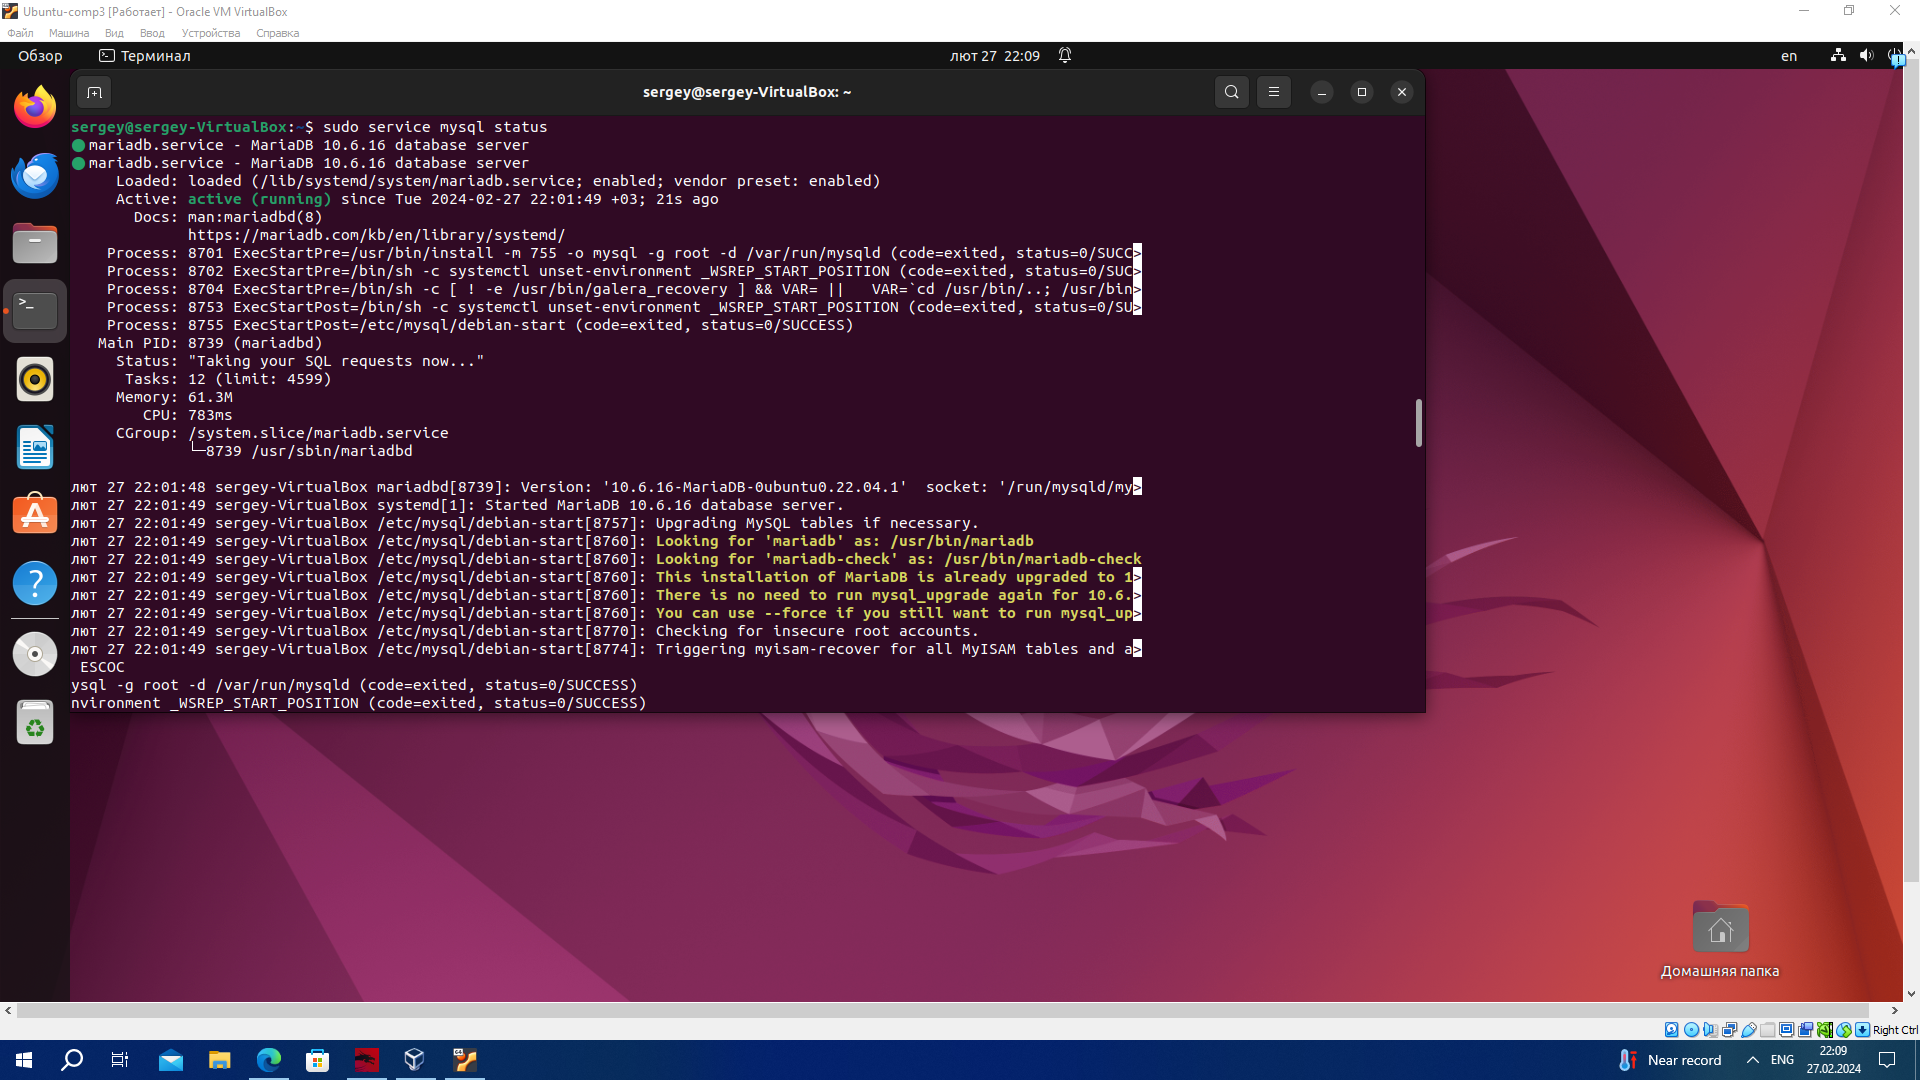 Ubuntu-comp3 [Работает] - Oracle VM VirtualBox
Файл Машина Вид Ввод Устройства Справка
Обзор Терминал лют 27 22:09 en
sergey@sergey-VirtualBox: ~
sergey@sergey-VirtualBox:~$ sudo service mysql status
mariadb.service - MariaDB 10.6.16 database server
mariadb.service - MariaDB 10.6.16 database server
Loaded: loaded (/lib/systemd/system/mariadb.service; enabled; vendor preset: enabled)
Active: active (running) since Tue 2024-02-27 22:01:49 +03; 21s ago
Docs: man:mariadbd(8)
https://mariadb.com/kb/en/library/systemd/
Process: 8701 ExecStartPre=/usr/bin/install -m 755 -o mysql -g root -d /var/run/mysqld (code=exited, status=0/SUCC>
Process: 8702 ExecStartPre=/bin/sh -c systemctl unset-environment _WSREP_START_POSITION (code=exited, status=0/SUC>
Process: 8704 ExecStartPre=/bin/sh -c [ ! -e /usr/bin/galera_recovery ] && VAR= || VAR=`cd /usr/bin/..; /usr/bin>
Process: 8753 ExecStartPost=/bin/sh -c systemctl unset-environment _WSREP_START_POSITION (code=exited, status=0/SU>
Process: 8755 ExecStartPost=/etc/mysql/debian-start (code=exited, status=0/SUCCESS)
Main PID: 8739 (mariadbd)
Status: "Taking your SQL requests now..."
Tasks: 12 (limit: 4599)
Memory: 61.3M
CPU: 783ms
CGroup: /system.slice/mariadb.service
└─8739 /usr/sbin/mariadbd
лют 27 22:01:48 sergey-VirtualBox mariadbd[8739]: Version: '10.6.16-MariaDB-0ubuntu0.22.04.1' socket: '/run/mysqld/my>
лют 27 22:01:49 sergey-VirtualBox systemd[1]: Started MariaDB 10.6.16 database server.
лют 27 22:01:49 sergey-VirtualBox /etc/mysql/debian-start[8757]: Upgrading MySQL tables if necessary.
лют 27 22:01:49 sergey-VirtualBox /etc/mysql/debian-start[8760]: Looking for 'mariadb' as: /usr/bin/mariadb
лют 27 22:01:49 sergey-VirtualBox /etc/mysql/debian-start[8760]: Looking for 'mariadb-check' as: /usr/bin/mariadb-check
лют 27 22:01:49 sergey-VirtualBox /etc/mysql/debian-start[8760]: This installation of MariaDB is already upgraded to 1>
лют 27 22:01:49 sergey-VirtualBox /etc/mysql/debian-start[8760]: There is no need to run mysql_upgrade again for 10.6.>
лют 27 22:01:49 sergey-VirtualBox /etc/mysql/debian-start[8760]: You can use --force if you still want to run mysql_up>
лют 27 22:01:49 sergey-VirtualBox /etc/mysql/debian-start[8770]: Checking for insecure root accounts.
лют 27 22:01:49 sergey-VirtualBox /etc/mysql/debian-start[8774]: Triggering myisam-recover for all MyISAM tables and a>
ESCOC
ysql -g root -d /var/run/mysqld (code=exited, status=0/SUCCESS)
nvironment _WSREP_START_POSITION (code=exited, status=0/SUCCESS)
Домашняя папка
Right Ctrl
Near record ENG 22:09
27.02.2024